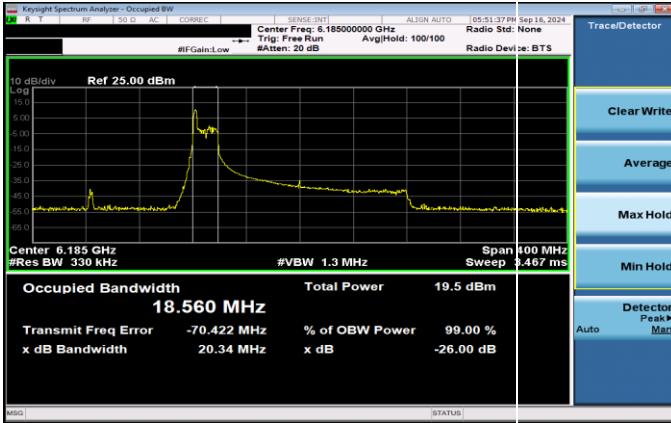 Keysight Spectrum Analyzer - Occupied BW
LXI R T RF 50 Ω AC CORREC SENSE:INT ALIGN AUTO 05:51:37 PM Sep 16, 2024
Center Freq: 6.185000000 GHz Radio Std: None
Trig: Free Run Avg|Hold: 100/100
#IFGain:Low #Atten: 20 dB Radio Device: BTS
Trace/Detector
10 dB/div Ref 25.00 dBm
Log
15.0
5.00
-5.00
-15.0
-25.0
-35.0
-45.0
-55.0
-65.0
Center 6.185 GHz Span 400 MHz
#Res BW 330 kHz #VBW 1.3 MHz Sweep 3.467 ms
Occupied Bandwidth Total Power 19.5 dBm
18.560 MHz
Transmit Freq Error -70.422 MHz % of OBW Power 99.00 %
x dB Bandwidth 20.34 MHz x dB -26.00 dB
Clear Write
Average
Max Hold
Min Hold
Detector
Peak▶
Auto Man
MSG STATUS